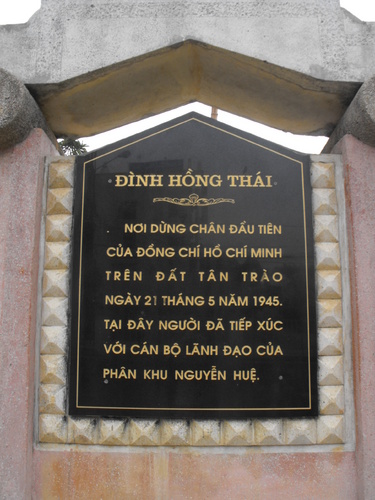 ĐÌNH HỒNG THÁI
NƠI DỪNG CHÂN ĐẦU TIÊN
CỦA ĐỒNG CHÍ HỒ CHÍ MINH
TRÊN ĐẤT TÂN TRÀO
NGÀY 21 THÁNG 5 NĂM 1945.
TẠI ĐÂY NGƯỜI ĐÃ TIẾP XÚC
VỚI CÁN BỘ LÃNH ĐẠO CỦA
PHÂN KHU NGUYỄN HUỆ.